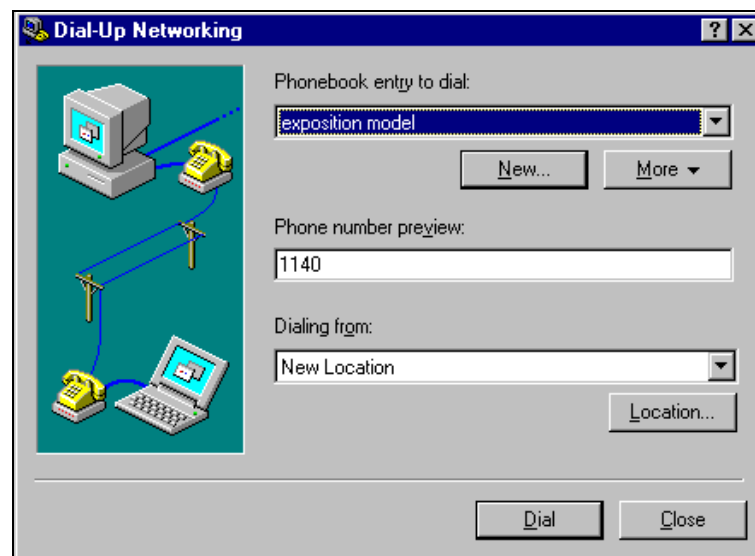 Dial-Up Networking
Phonebook entry to dial:
exposition model
New...
More
Phone number preview:
1140
Dialing from:
New Location
Location...
Dial
Close